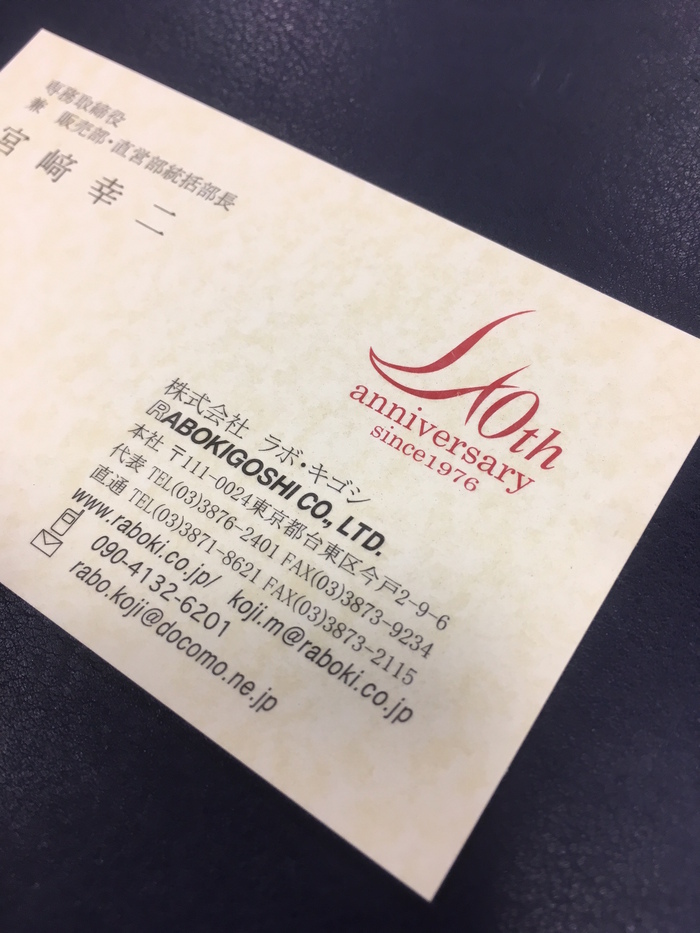 専務取締役
兼 販売部・直営部統括部長
宮﨑幸二
40th
anniversary
since1976
株式会社 ラボ・キゴシ
RABOKIGOSHI CO., LTD.
本社 〒111-0024東京都台東区今戸2-9-6
代表 TEL(03)3876-2401 FAX(03)3873-9234
直通 TEL(03)3871-8621 FAX(03)3873-2115
www.raboki.co.jp/ koji.m@raboki.co.jp
090-4132-6201
rabo.koji@docomo.ne.jp